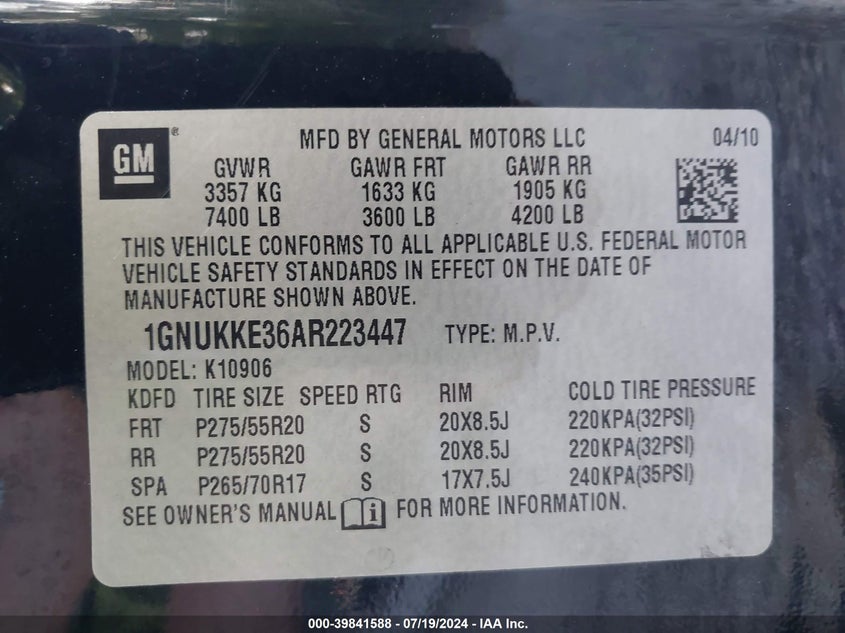 GM ®
MFD BY GENERAL MOTORS LLC 04/10
GVWR GAWR FRT GAWR RR
3357 KG 1633 KG 1905 KG
7400 LB 3600 LB 4200 LB
THIS VEHICLE CONFORMS TO ALL APPLICABLE U.S. FEDERAL MOTOR
VEHICLE SAFETY STANDARDS IN EFFECT ON THE DATE OF
MANUFACTURE SHOWN ABOVE.
1GNUKKE36AR223447 TYPE: M.P.V.
MODEL: K10906
KDFD TIRE SIZE SPEED RTG RIM COLD TIRE PRESSURE
FRT P275/55R20 S 20X8.5J 220KPA(32PSI)
RR P275/55R20 S 20X8.5J 220KPA(32PSI)
SPA P265/70R17 S 17X7.5J 240KPA(35PSI)
SEE OWNER'S MANUAL i FOR MORE INFORMATION.
000-39841588 - 07/19/2024 - IAA Inc.